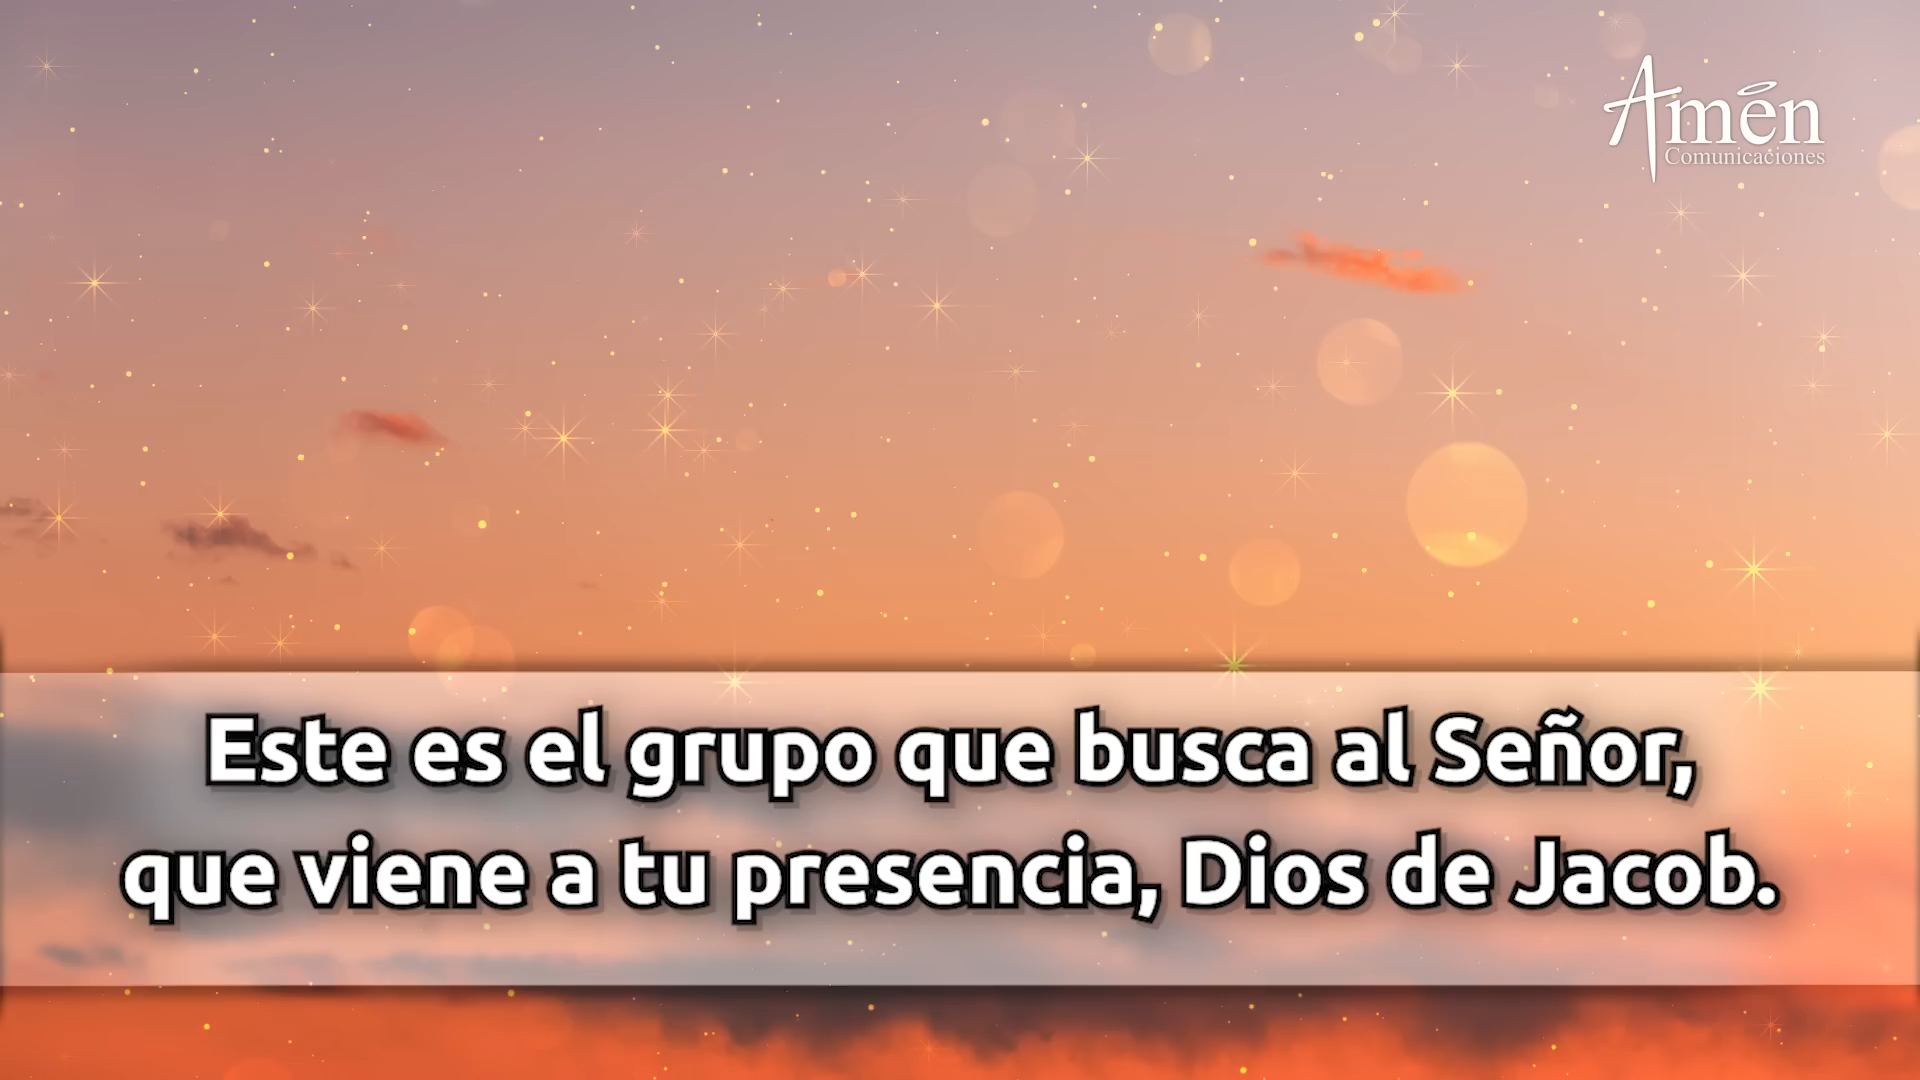 Amén
Comunicaciones
Este es el grupo que busca al Señor,
que viene a tu presencia, Dios de Jacob.